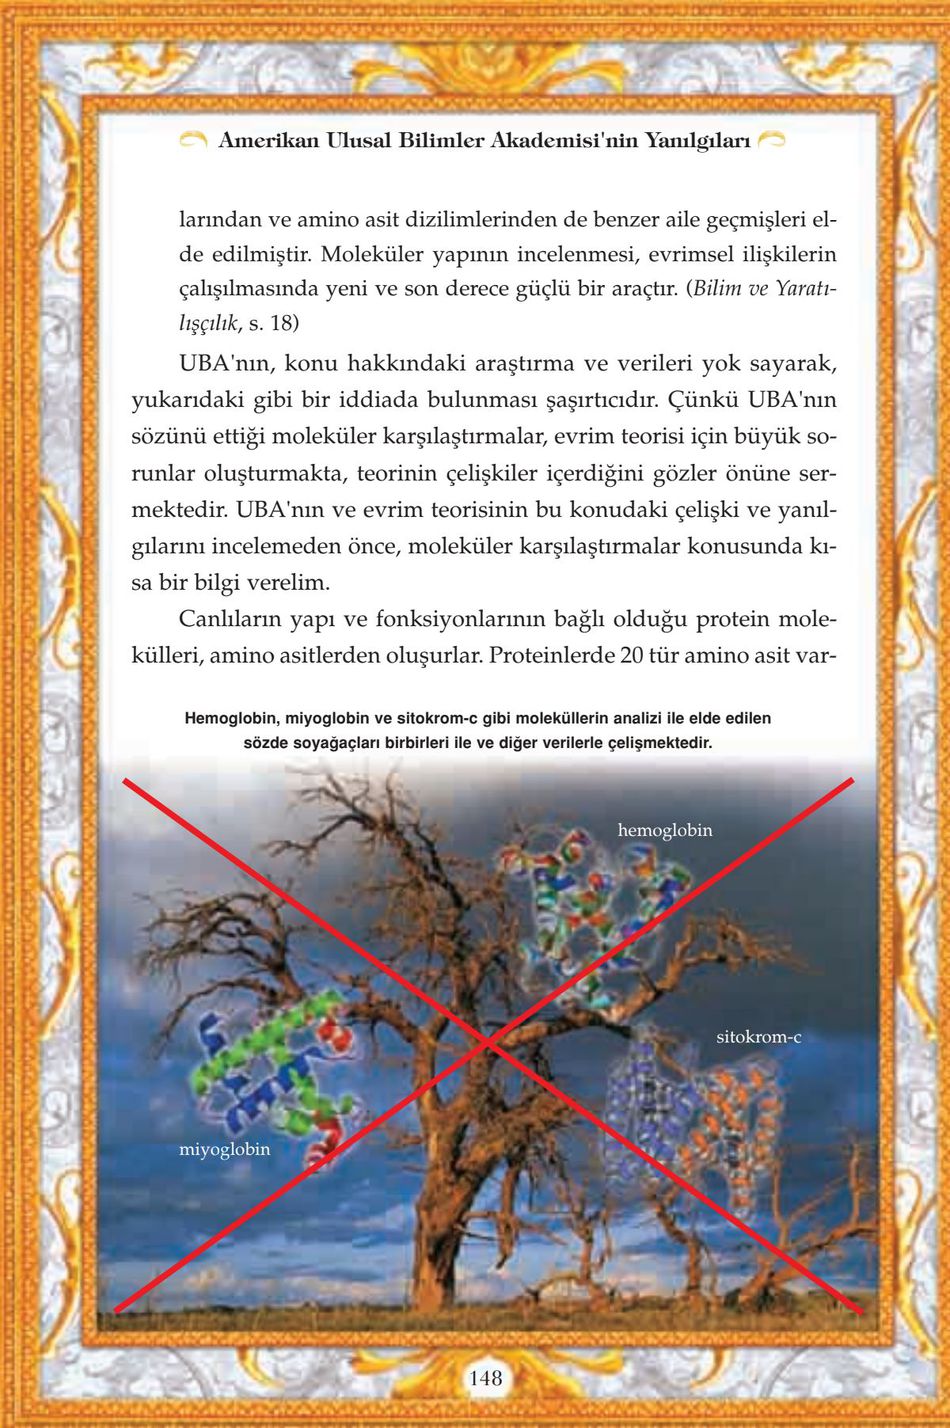 Amerikan Ulusal Bilimler Akademisi'nin Yanılgıları
larından ve amino asit dizilimlerinden de benzer aile geçmişleri el-
de edilmiştir. Moleküler yapının incelenmesi, evrimsel ilişkilerin
çalışılmasında yeni ve son derece güçlü bir araçtır. (Bilim ve Yaratı-
lışçılık, s. 18)
UBA'nın, konu hakkındaki araştırma ve verileri yok sayarak,
yukarıdaki gibi bir iddiada bulunması şaşırtıcıdır. Çünkü UBA'nın
sözünü ettiği moleküler karşılaştırmalar, evrim teorisi için büyük so-
runlar oluşturmakta, teorinin çelişkiler içerdiğini gözler önüne ser-
mektedir. UBA'nın ve evrim teorisinin bu konudaki çelişki ve yanıl-
gılarını incelemeden önce, moleküler karşılaştırmalar konusunda kı-
sa bir bilgi verelim.
Canlıların yapı ve fonksiyonlarının bağlı olduğu protein mole-
külleri, amino asitlerden oluşurlar. Proteinlerde 20 tür amino asit var-
Hemoglobin, miyoglobin ve sitokrom-c gibi moleküllerin analizi ile elde edilen
sözde soyağaçları birbirleri ile ve diğer verilerle çelişmektedir.
hemoglobin
sitokrom-c
miyoglobin
148